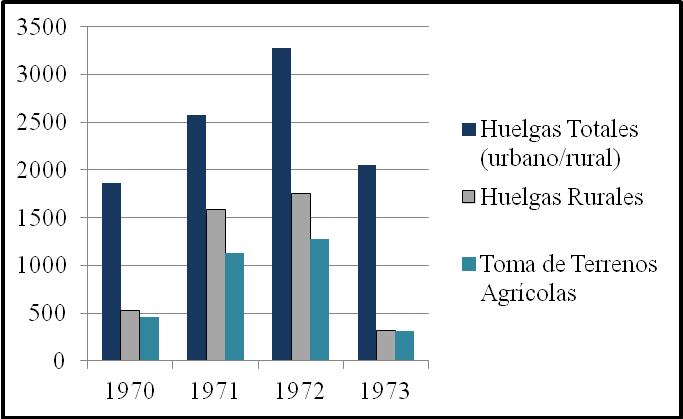 3500
3000
2500
2000
1500
1000
500
0
1970 1971 1972 1973
Huelgas Totales
(urbano/rural)
Huelgas Rurales
Toma de Terrenos
Agrícolas